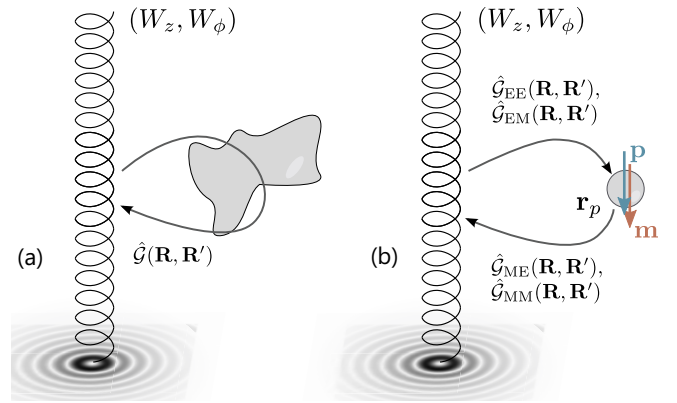 (W_z, W_ϕ)
𝒢̂(R, R′)
(a)
(W_z, W_ϕ)
𝒢̂_EE(R, R′),
𝒢̂_EM(R, R′)
p
r_p
m
(b)
𝒢̂_ME(R, R′),
𝒢̂_MM(R, R′)